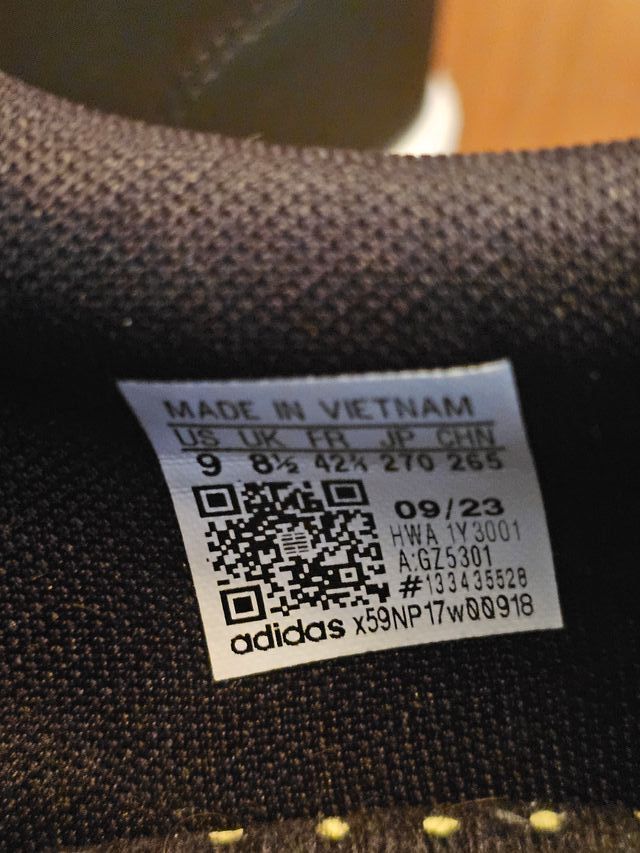 MADE IN VIETNAM
US UK FR JP CHN
9 8½ 42⅔ 270 265
09/23
HWA 1Y3001
A:GZ5301
#133435528
adidas x59NP17w00918